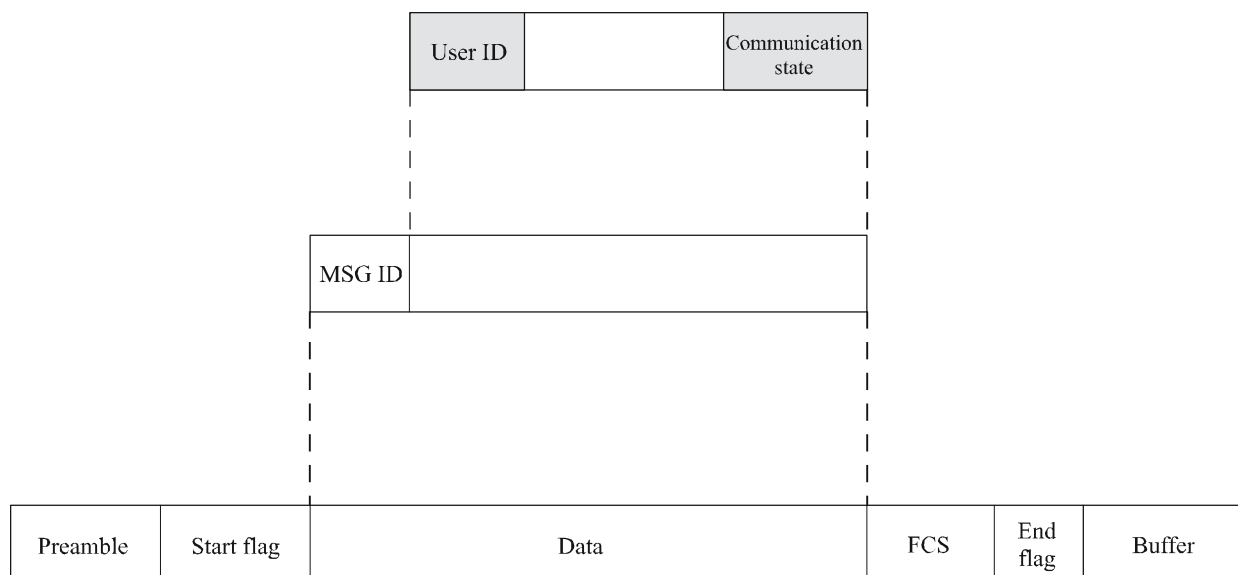 User ID
Communication
state
MSG ID
Preamble
Start flag
Data
FCS
End
flag
Buffer